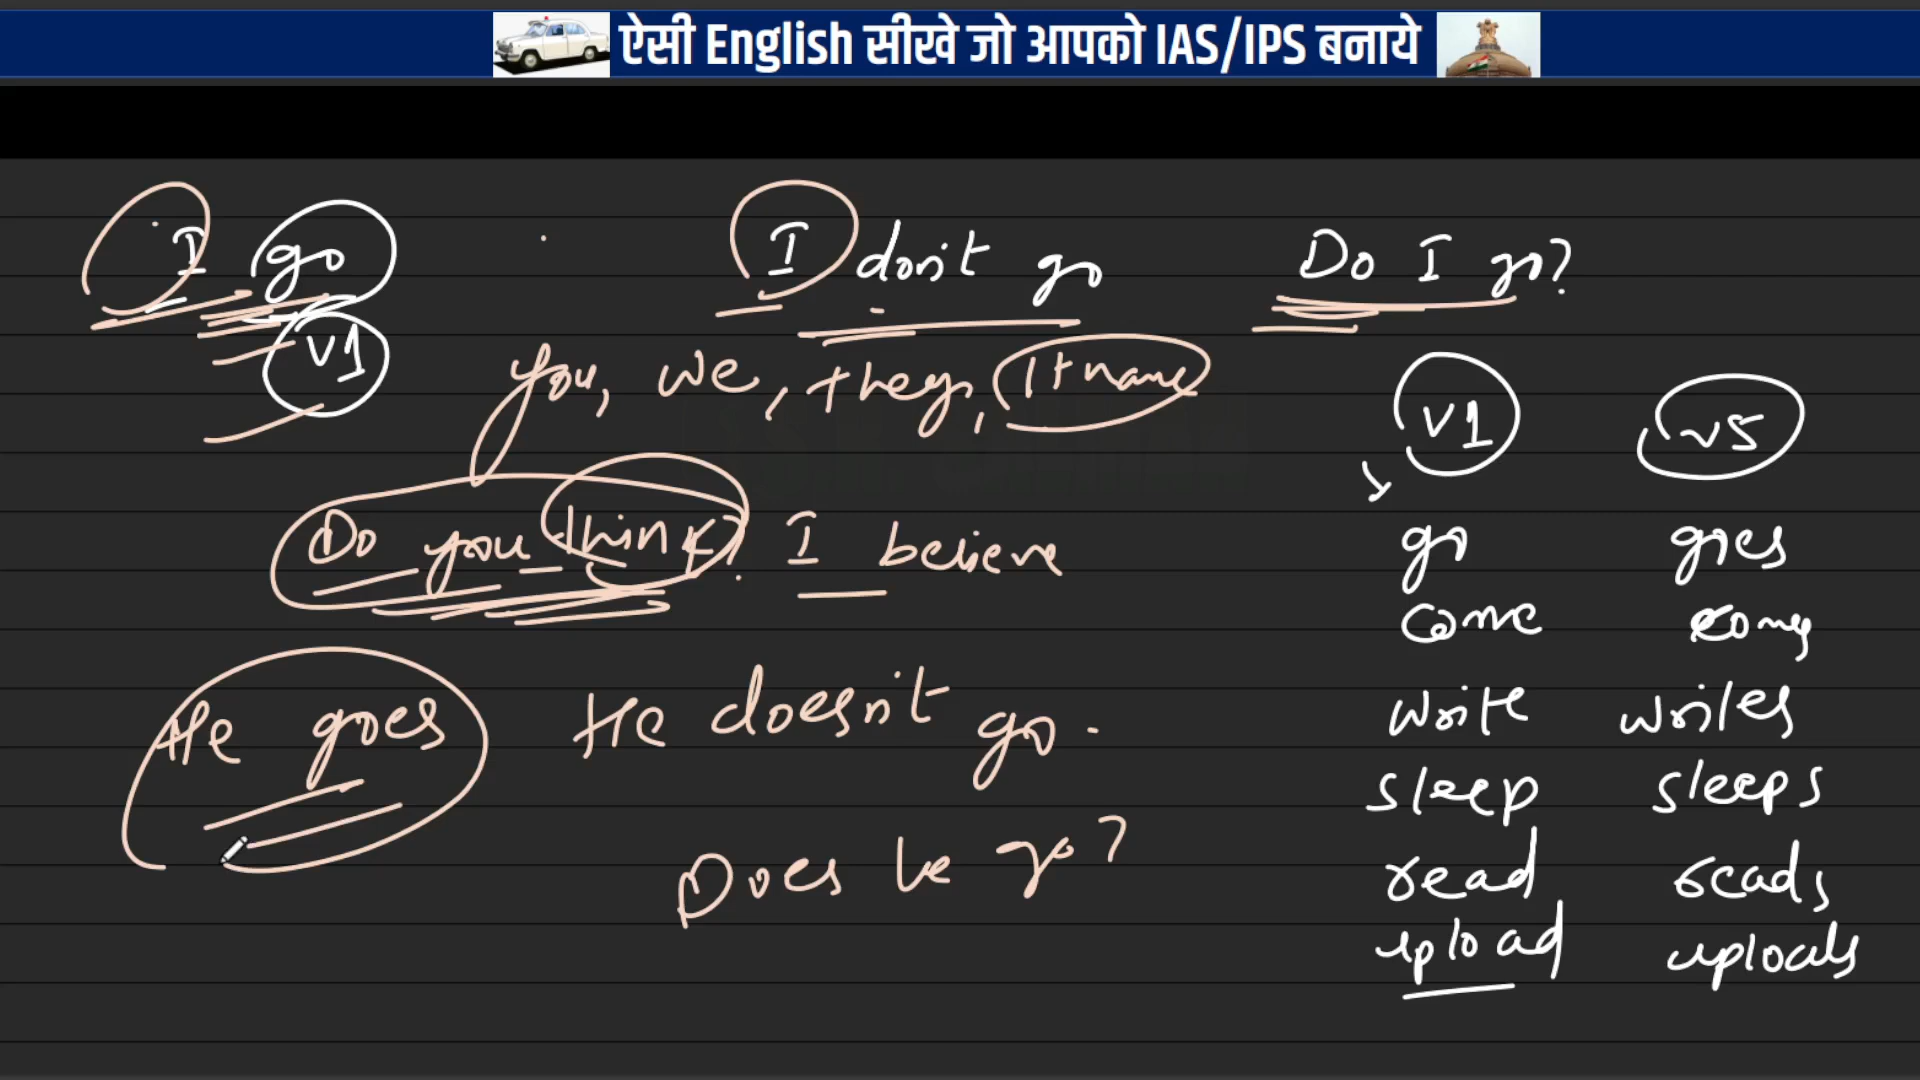 ऐसी English सीखे जो आपको IAS/IPS बनाये
I go I don't go Do I go?
V1
you, we, they, 1+name
V1 V5
Do you think? I believe
go goes
come comes
write writes
He goes He doesn't go.
sleep sleeps
Does he go?
read reads
upload uploads